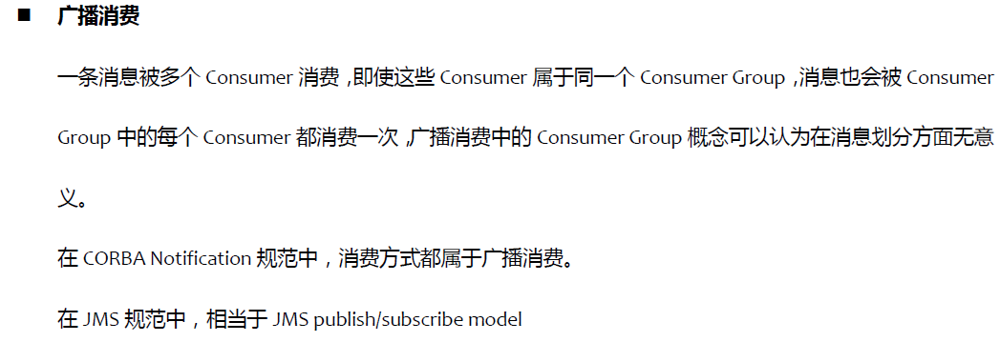 ■ 广播消费
一条消息被多个 Consumer 消费，即使这些 Consumer 属于同一个 Consumer Group，消息也会被 Consumer
Group 中的每个 Consumer 都消费一次，广播消费中的 Consumer Group 概念可以认为在消息划分方面无意
义。
在 CORBA Notification 规范中，消费方式都属于广播消费。
在 JMS 规范中，相当于 JMS publish/subscribe model